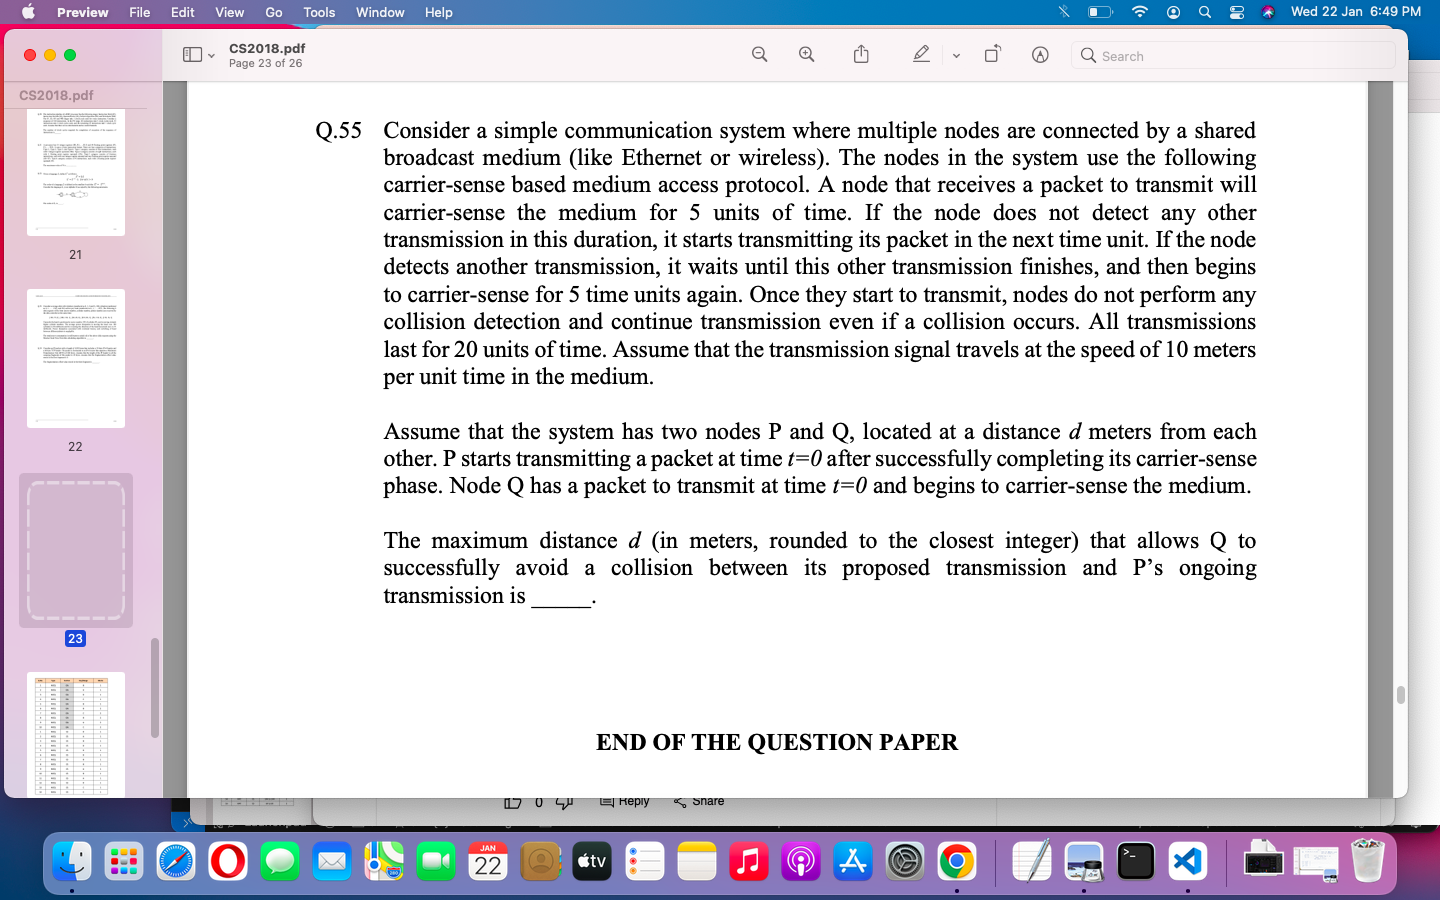 Preview File Edit View Go Tools Window Help Wed 22 Jan 6:49 PM
CS2018.pdf
Page 23 of 26
Search
CS2018.pdf
21
22
23
Q.55 Consider a simple communication system where multiple nodes are connected by a shared
broadcast medium (like Ethernet or wireless). The nodes in the system use the following
carrier-sense based medium access protocol. A node that receives a packet to transmit will
carrier-sense the medium for 5 units of time. If the node does not detect any other
transmission in this duration, it starts transmitting its packet in the next time unit. If the node
detects another transmission, it waits until this other transmission finishes, and then begins
to carrier-sense for 5 time units again. Once they start to transmit, nodes do not perform any
collision detection and continue transmission even if a collision occurs. All transmissions
last for 20 units of time. Assume that the transmission signal travels at the speed of 10 meters
per unit time in the medium.
Assume that the system has two nodes P and Q, located at a distance d meters from each
other. P starts transmitting a packet at time t=0 after successfully completing its carrier-sense
phase. Node Q has a packet to transmit at time t=0 and begins to carrier-sense the medium.
The maximum distance d (in meters, rounded to the closest integer) that allows Q to
successfully avoid a collision between its proposed transmission and P's ongoing
transmission is _____.
END OF THE QUESTION PAPER
0 Reply Share
JAN
22
tv